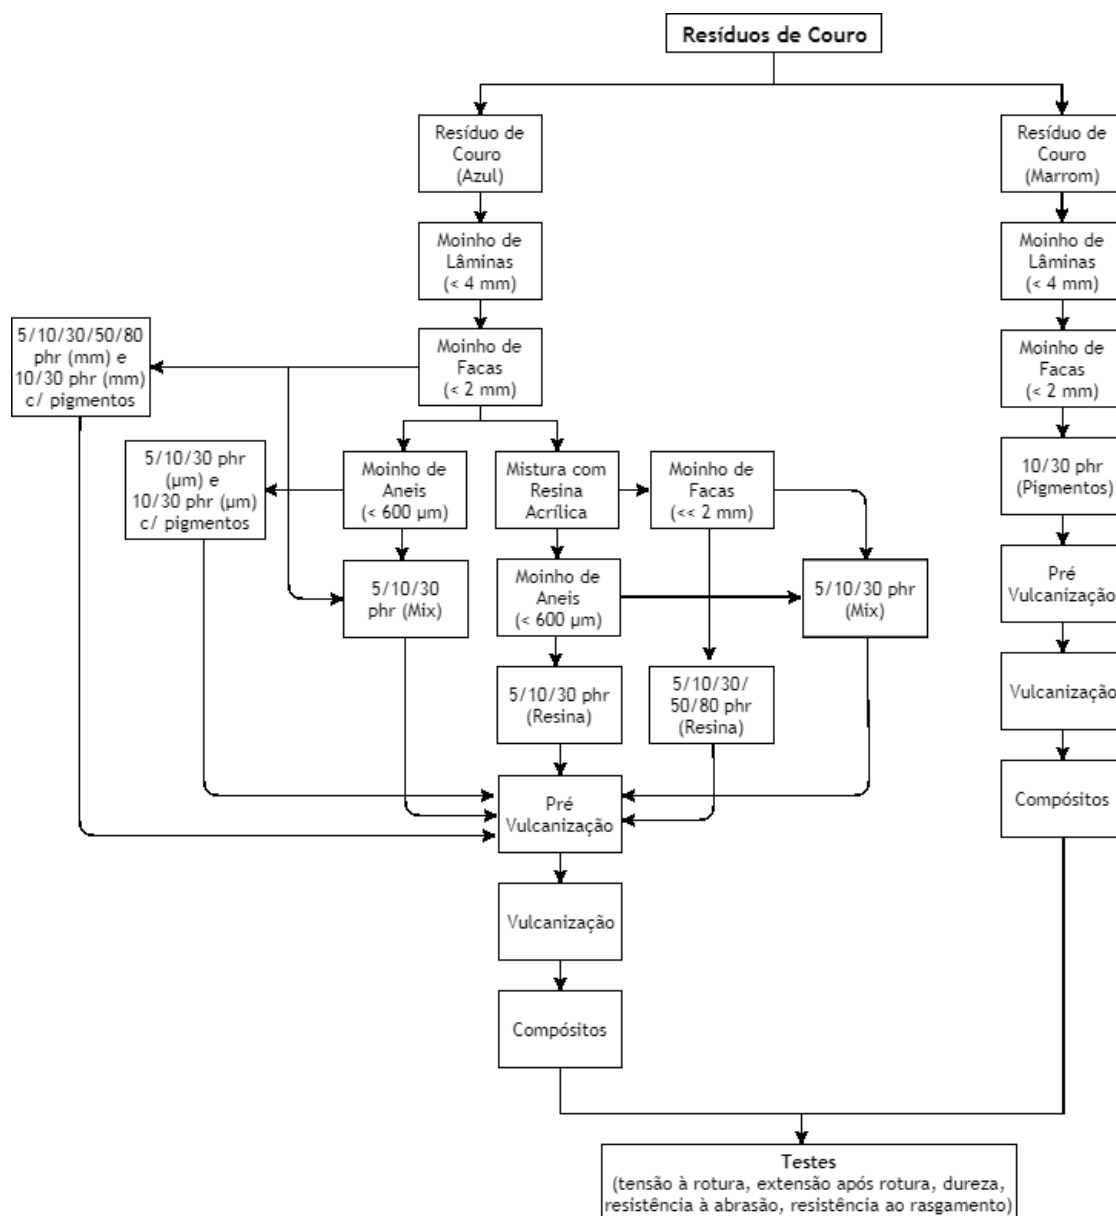 Resíduos de Couro
Resíduo de
Couro
(Azul)
Resíduo de
Couro
(Marrom)
Moinho de
Lâminas
(< 4 mm)
Moinho de
Lâminas
(< 4 mm)
5/10/30/50/80
phr (mm) e
10/30 phr (mm)
c/ pigmentos
Moinho de
Facas
(< 2 mm)
Moinho de
Facas
(< 2 mm)
5/10/30 phr
(µm) e
10/30 phr (µm)
c/ pigmentos
Moinho de
Aneis
(< 600 µm)
Mistura com
Resina
Acrílica
Moinho de
Facas
(<< 2 mm)
10/30 phr
(Pigmentos)
5/10/30
phr (Mix)
Moinho de
Aneis
(< 600 µm)
5/10/30 phr
(Mix)
Pré
Vulcanização
5/10/30 phr
(Resina)
5/10/30/
50/80 phr
(Resina)
Vulcanização
Pré
Vulcanização
Compósitos
Vulcanização
Compósitos
Testes
(tensão à rotura, extensão após rotura, dureza,
resistência à abrasão, resistência ao rasgamento)